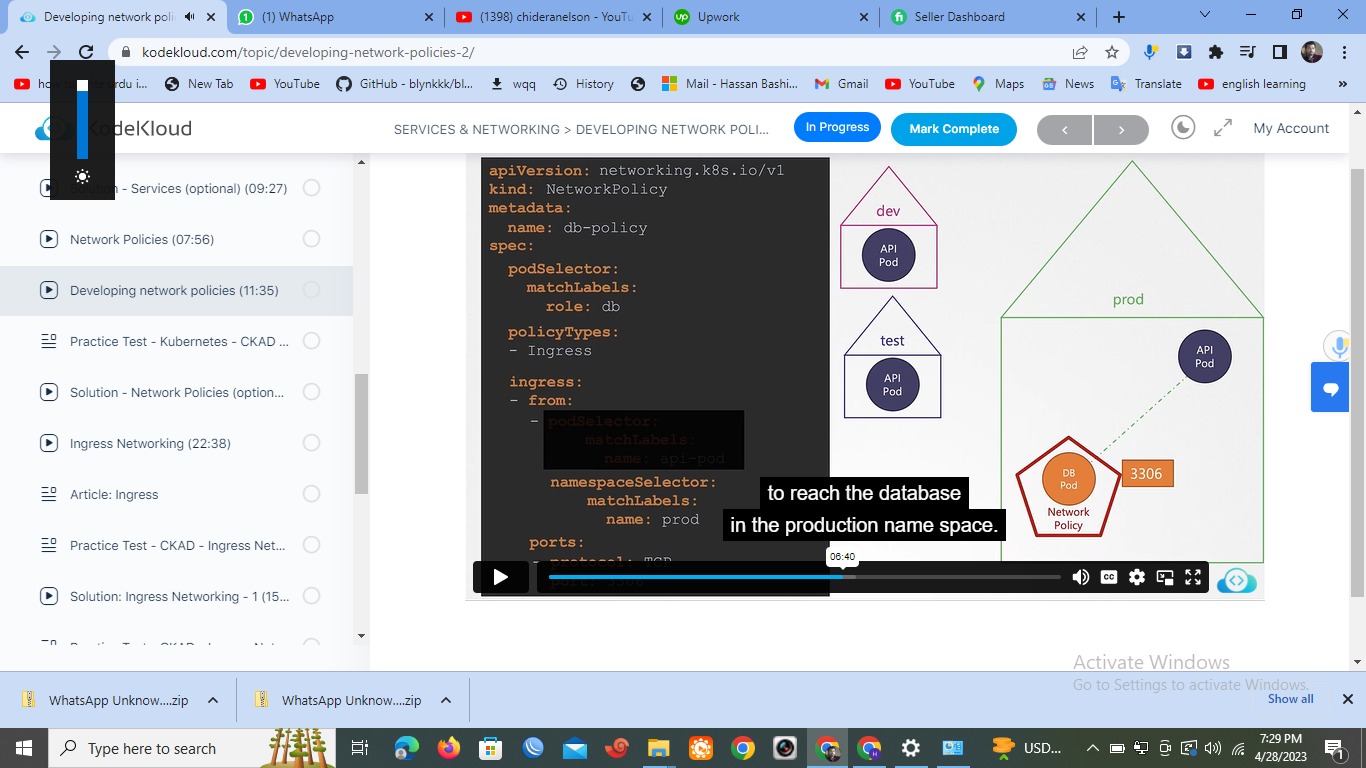 Developing network poli
(1) WhatsApp
(1398) chideranelson - YouTu
Upwork
Seller Dashboard
kodekloud.com/topic/developing-network-policies-2/
urdu i...
New Tab
YouTube
GitHub - blynkkk/bl...
wqq
History
Mail - Hassan Bashi...
Gmail
YouTube
Maps
News
Translate
english learning
KodeKloud
SERVICES & NETWORKING > DEVELOPING NETWORK POLI...
In Progress
Mark Complete
My Account
- Services (optional) (09:27)
Network Policies (07:56)
Developing network policies (11:35)
Practice Test - Kubernetes - CKAD ...
Solution - Network Policies (option...
Ingress Networking (22:38)
Article: Ingress
Practice Test - CKAD - Ingress Net...
Solution: Ingress Networking - 1 (15...
apiVersion: networking.k8s.io/v1
kind: NetworkPolicy
metadata:
name: db-policy
spec:
podSelector:
matchLabels:
role: db
policyTypes:
- Ingress
ingress:
- from:
- podSelector:
matchLabels:
name: api-pod
namespaceSelector:
matchLabels:
name: prod
ports:
- protocol: TCP
dev
API
Pod
test
API
Pod
prod
API
Pod
DB
Pod
Network
Policy
3306
to reach the database
in the production name space.
06:40
CC
Activate Windows
Go to Settings to activate Windows.
WhatsApp Unknow....zip
WhatsApp Unknow....zip
Show all
Type here to search
USD...
7:29 PM
4/28/2023
1